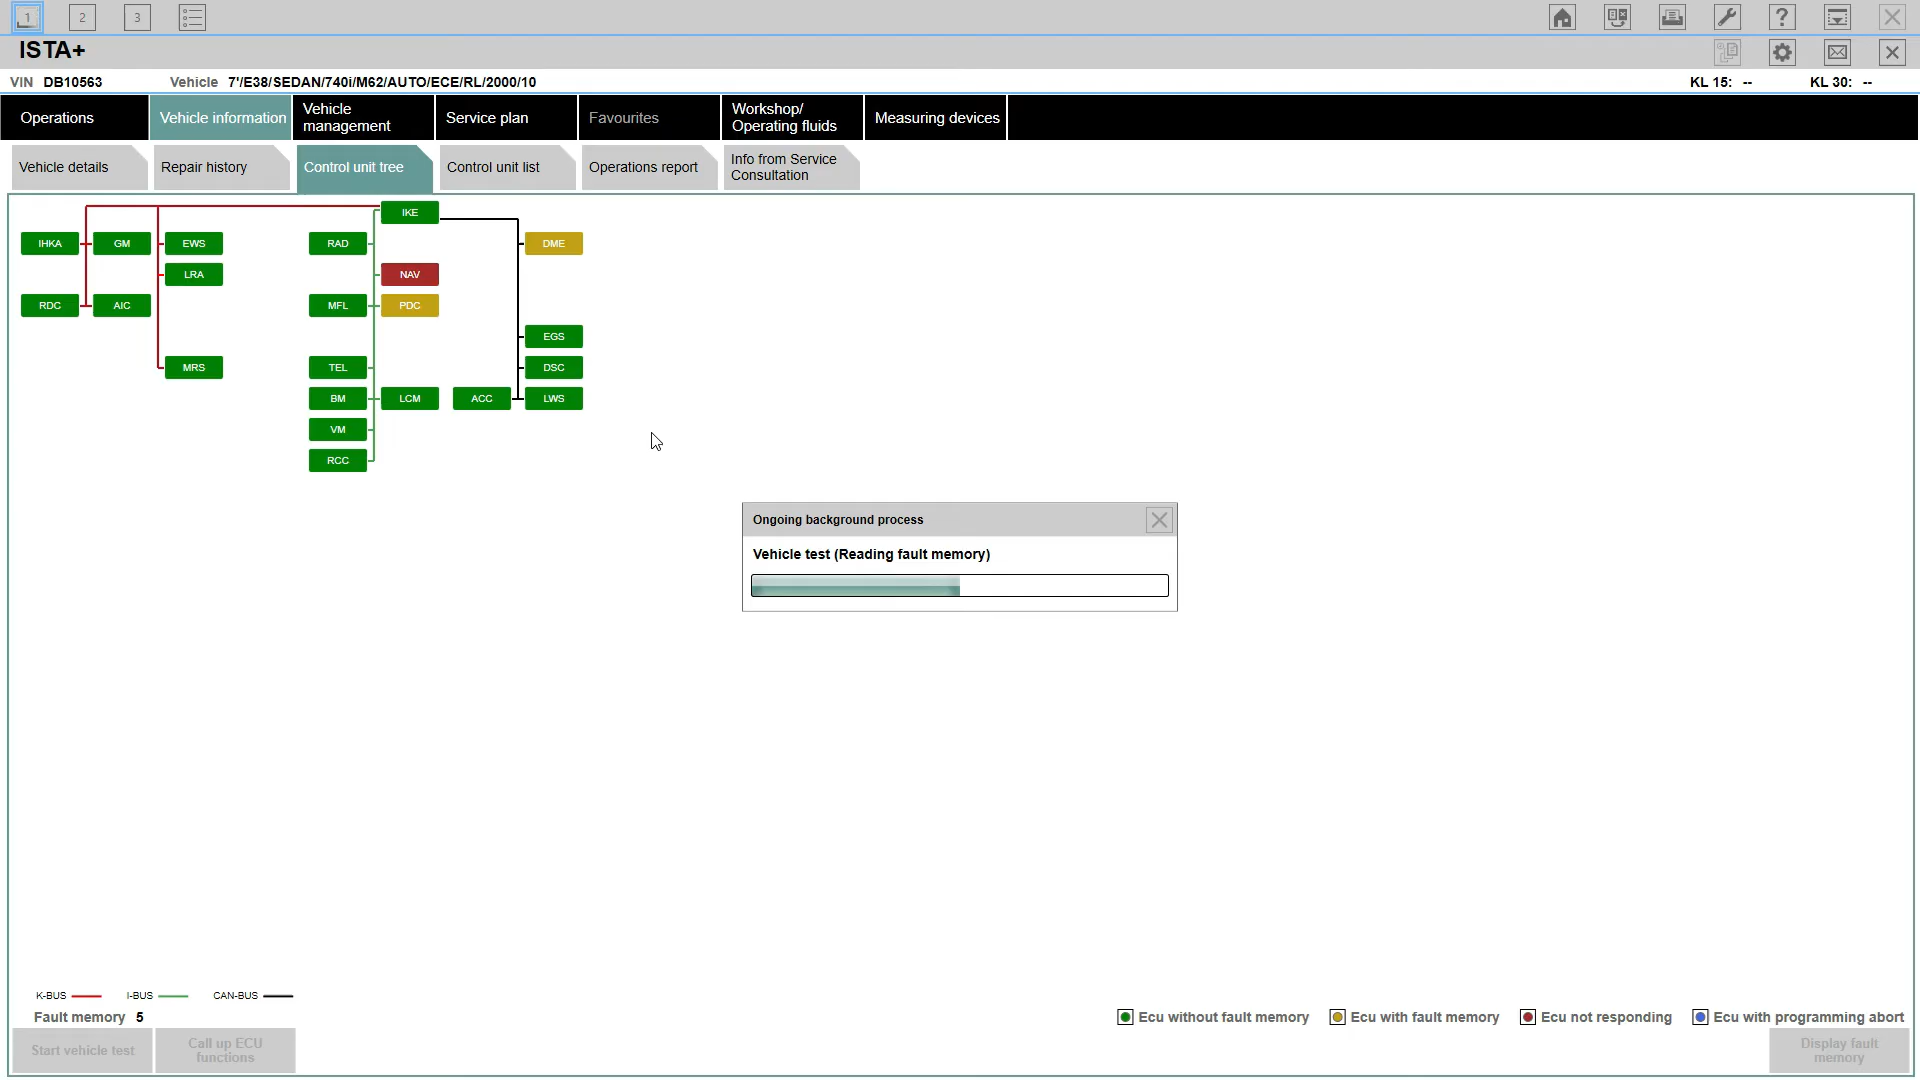 1 2 3
?
ISTA+
VIN DB10563 Vehicle 7'/E38/SEDAN/740i/M62/AUTO/ECE/RL/2000/10 KL 15: -- KL 30: --
Operations
Vehicle information
Vehicle
management
Service plan
Favourites
Workshop/
Operating fluids
Measuring devices
Vehicle details
Repair history
Control unit tree
Control unit list
Operations report
Info from Service
Consultation
IKE
IHKA GM EWS RAD DME
LRA NAV
RDC AIC MFL PDC
EGS
MRS TEL DSC
BM LCM ACC LWS
VM
RCC
Ongoing background process
Vehicle test (Reading fault memory)
K-BUS I-BUS CAN-BUS
Fault memory 5
Ecu without fault memory Ecu with fault memory Ecu not responding Ecu with programming abort
Start vehicle test
Call up ECU
functions
Display fault
memory